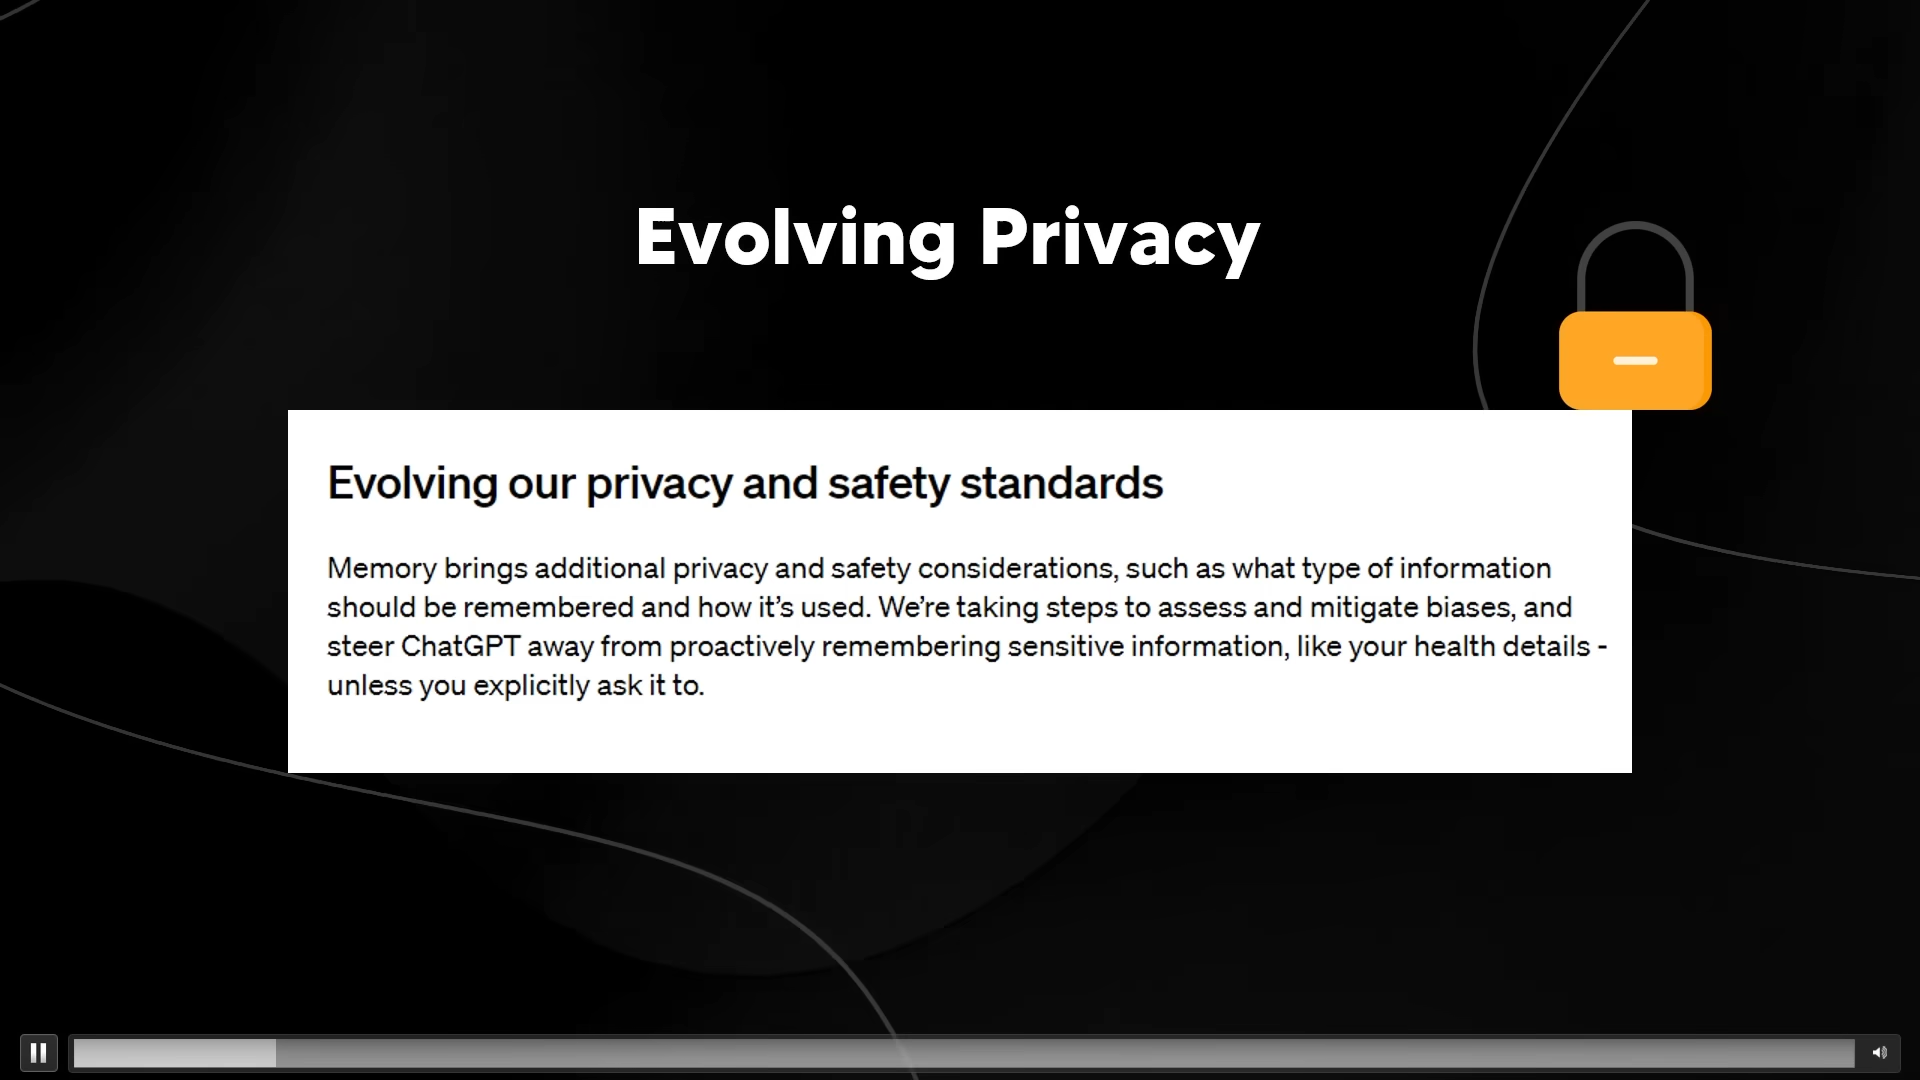 Evolving Privacy
Evolving our privacy and safety standards
Memory brings additional privacy and safety considerations, such as what type of information
should be remembered and how it’s used. We’re taking steps to assess and mitigate biases, and
steer ChatGPT away from proactively remembering sensitive information, like your health details -
unless you explicitly ask it to.